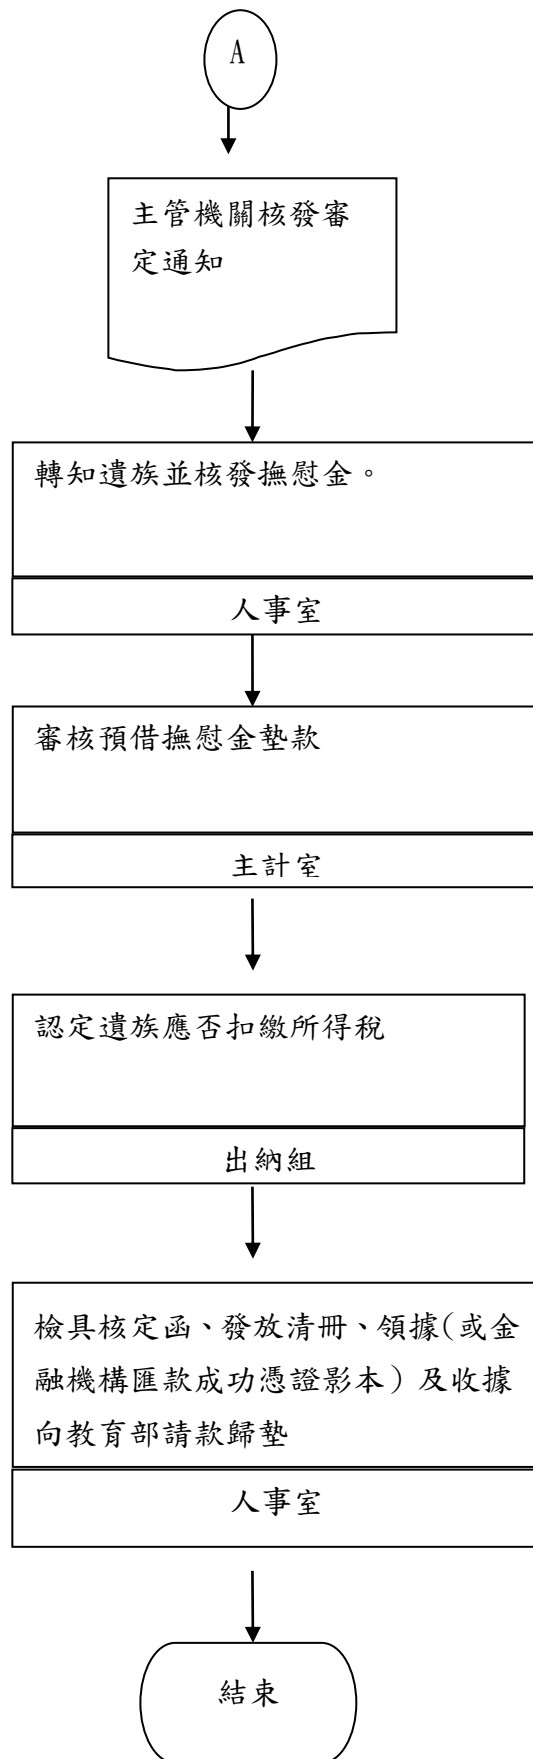 A
主管機關核發審
定通知
轉知遺族並核發撫慰金。
人事室
審核預借撫慰金墊款
主計室
認定遺族應否扣繳所得稅
出納組
檢具核定函、發放清冊、領據(或金
融機構匯款成功憑證影本)及收據
向教育部請款歸墊
人事室
結束